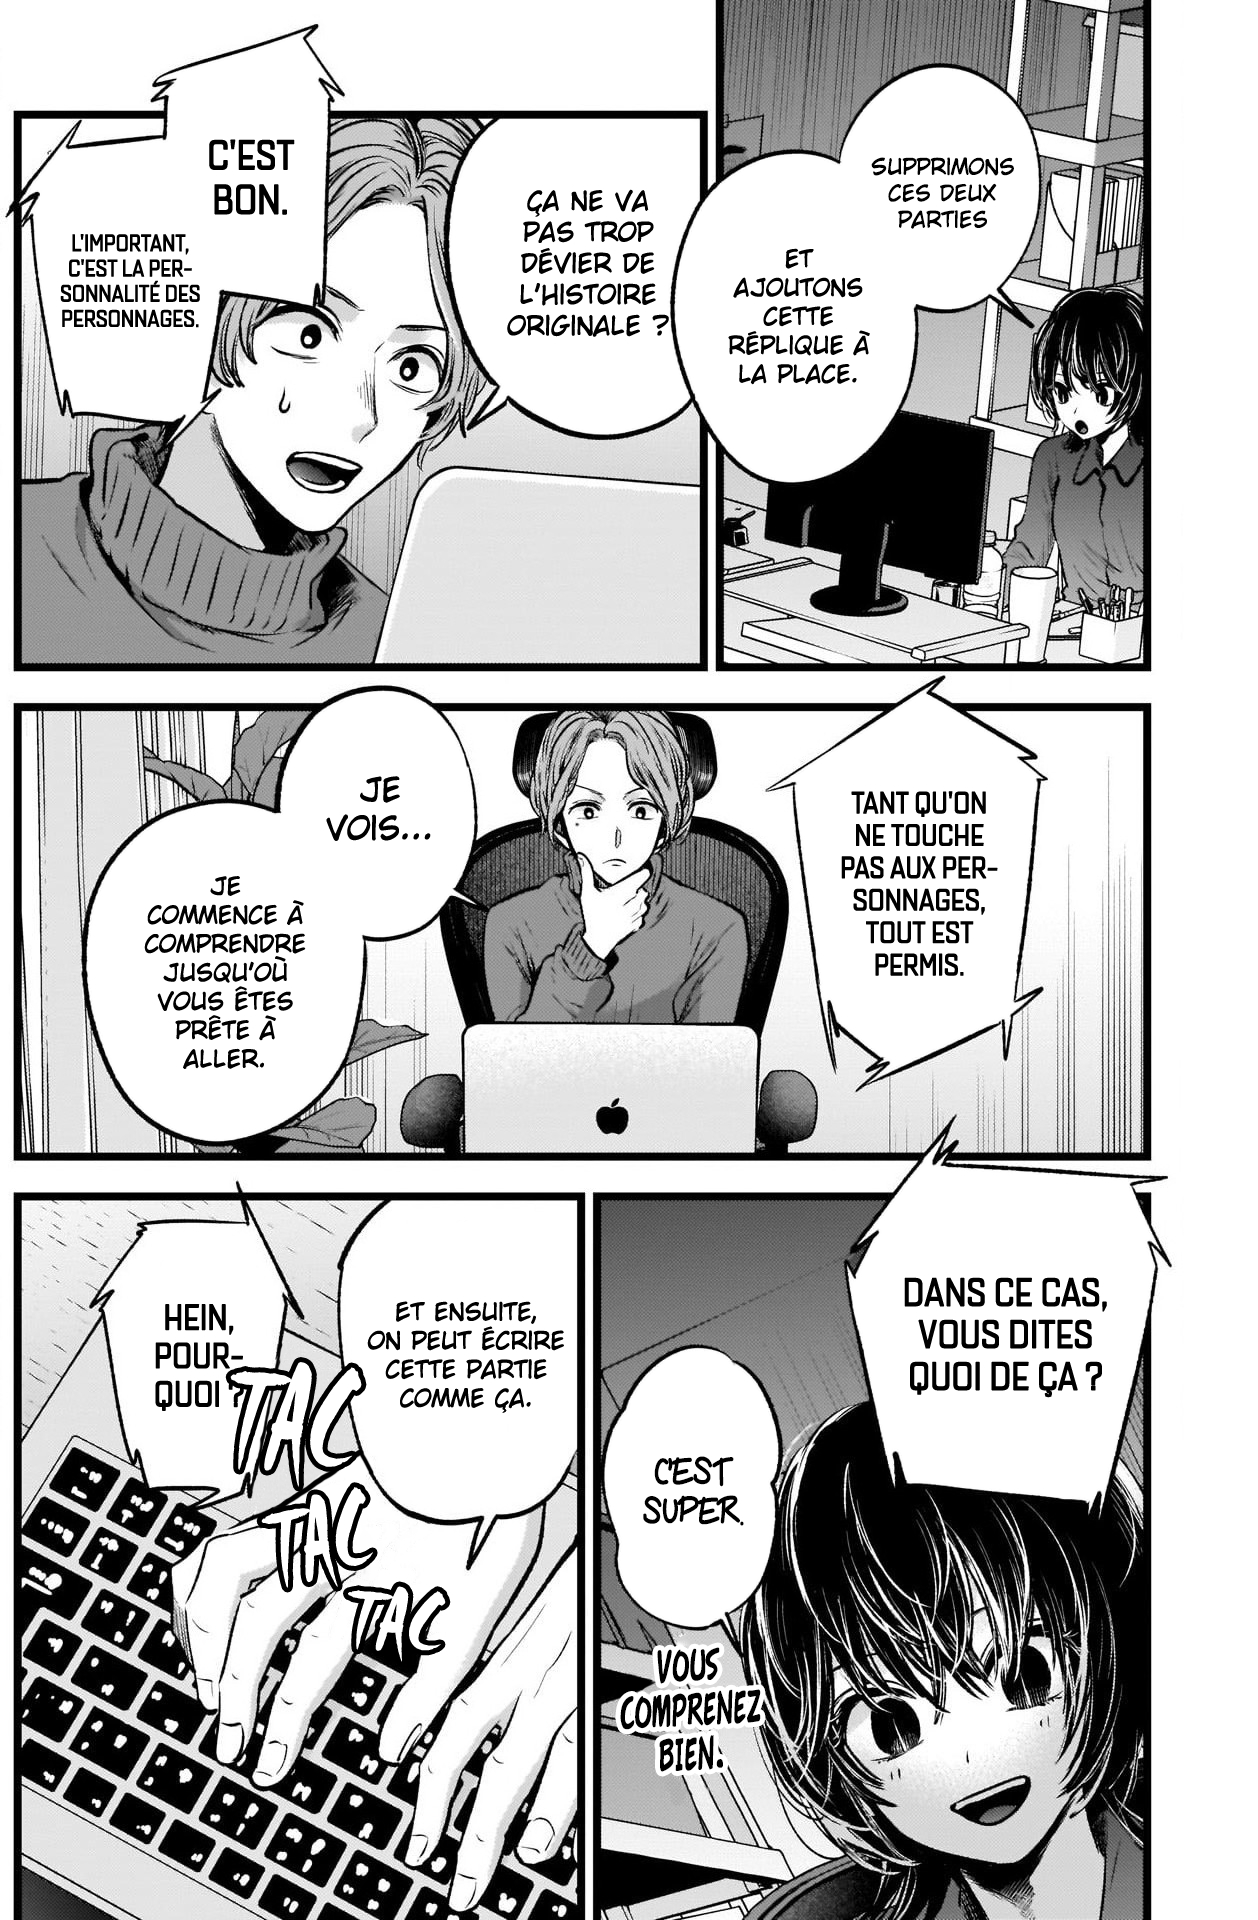 SUPPRIMONS
CES DEUX
PARTIES
ET
AJOUTONS
CETTE
RÉPLIQUE À
LA PLACE.
ÇA NE VA
PAS TROP
DÉVIER DE
L'HISTOIRE
ORIGINALE ?
C'EST
BON.
L'IMPORTANT,
C'EST LA PER-
SONNALITÉ DES
PERSONNAGES.
TANT QU'ON
NE TOUCHE
PAS AUX PER-
SONNAGES,
TOUT EST
PERMIS.
JE
VOIS...
JE
COMMENCE À
COMPRENDRE
JUSQU'OÙ
VOUS ÊTES
PRÊTE À
ALLER.
DANS CE CAS,
VOUS DITES
QUOI DE ÇA ?
C'EST
SUPER.
VOUS
COMPRENEZ
BIEN.
ET ENSUITE,
ON PEUT ÉCRIRE
CETTE PARTIE
COMME ÇA.
HEIN,
POUR-
QUOI ?
TAC
TAC
TAC